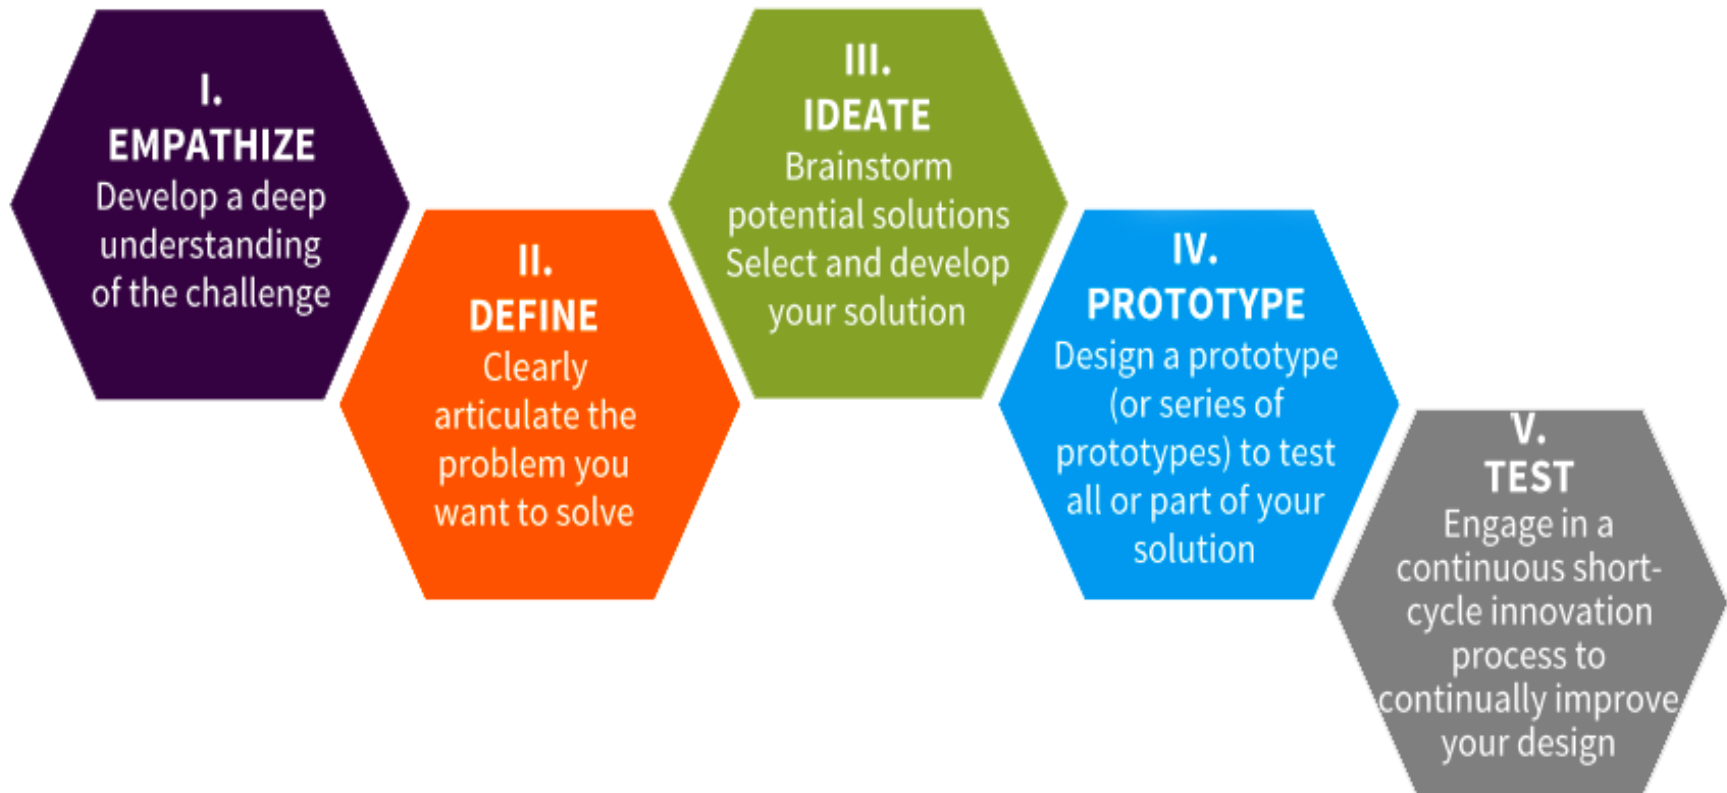 I.
EMPATHIZE
Develop a deep
understanding
of the challenge
II.
DEFINE
Clearly
articulate the
problem you
want to solve
III.
IDEATE
Brainstorm
potential solutions
Select and develop
your solution
IV.
PROTOTYPE
Design a prototype
(or series of
prototypes) to test
all or part of your
solution
V.
TEST
Engage in a
continuous short-
cycle innovation
process to
continually improve
your design